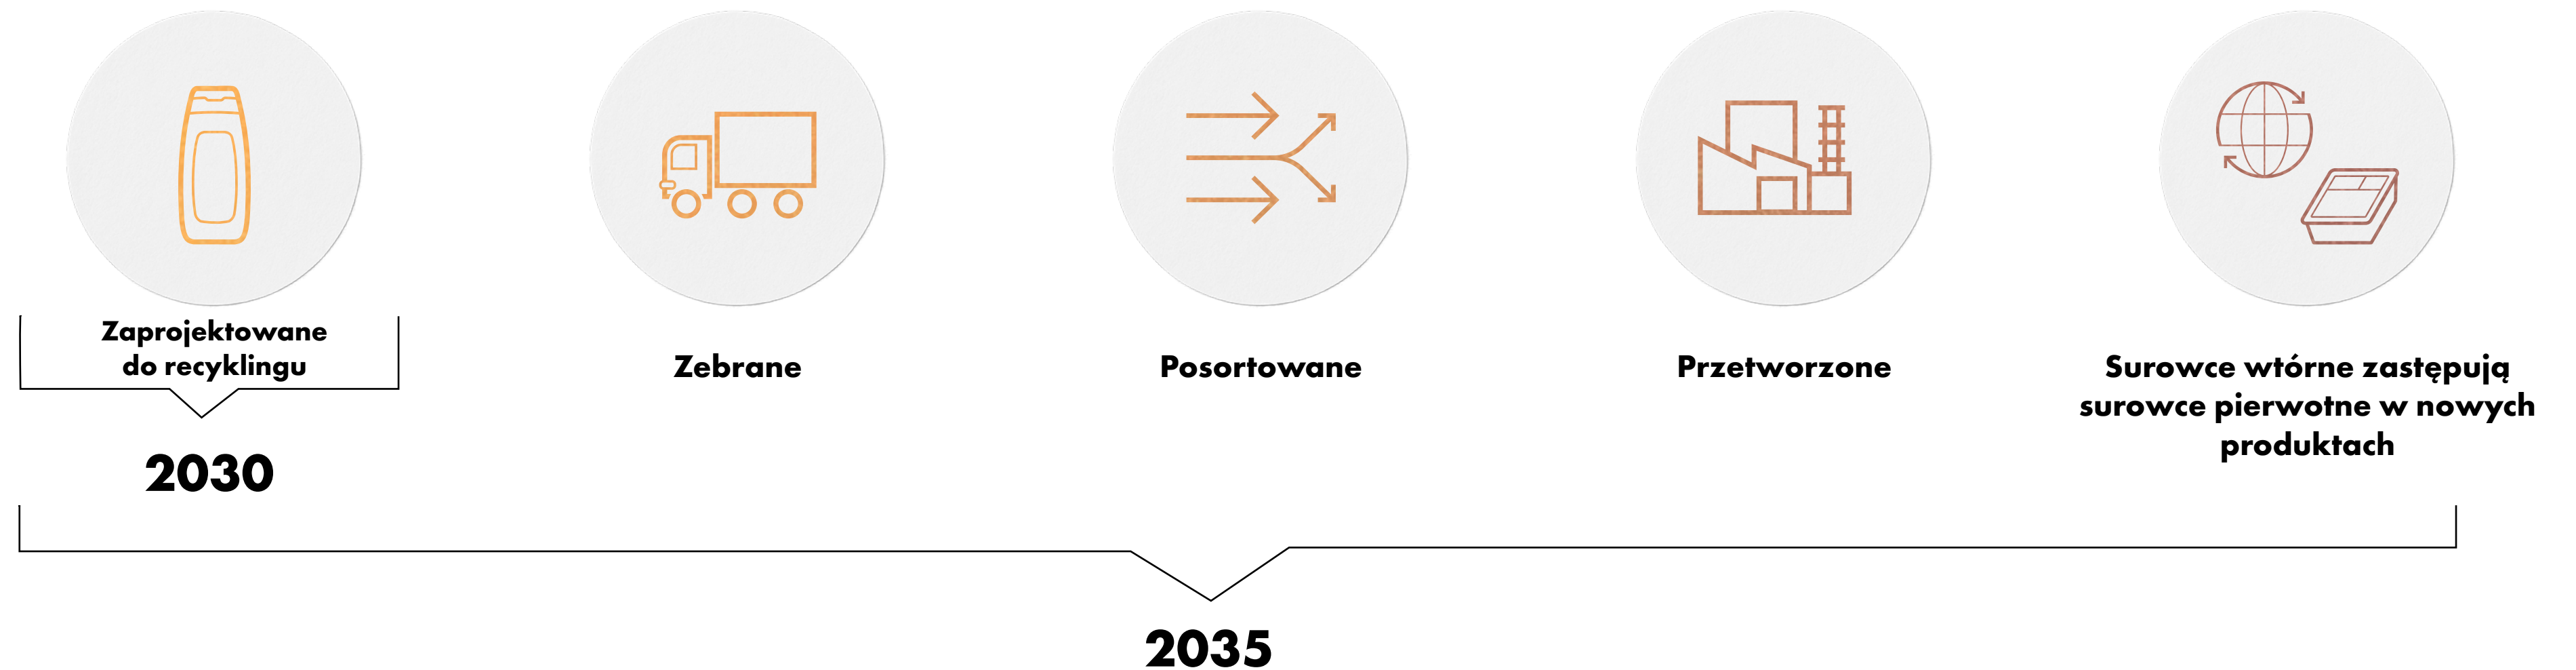 Zaprojektowane
do recyklingu
Zebrane
Posortowane
Przetworzone
Surowce wtórne zastępują
surowce pierwotne w nowych
produktach
2030
2035